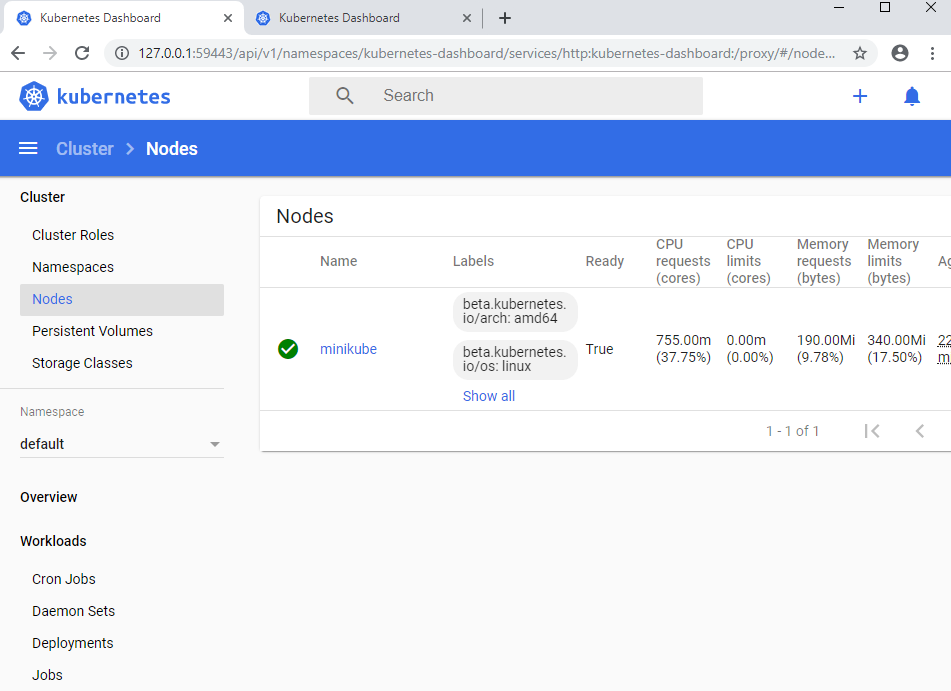 Kubernetes Dashboard
Kubernetes Dashboard
127.0.0.1:59443/api/v1/namespaces/kubernetes-dashboard/services/http:kubernetes-dashboard:/proxy/#/node...
kubernetes
Search
Cluster
Nodes
Cluster
Cluster Roles
Namespaces
Nodes
Persistent Volumes
Storage Classes
Namespace
default
Overview
Workloads
Cron Jobs
Daemon Sets
Deployments
Jobs
Nodes
Name
Labels
Ready
CPU
requests
(cores)
CPU
limits
(cores)
Memory
requests
(bytes)
Memory
limits
(bytes)
minikube
beta.kubernetes.
io/arch: amd64
beta.kubernetes.
io/os: linux
Show all
True
755.00m
(37.75%)
0.00m
(0.00%)
190.00Mi
(9.78%)
340.00Mi
(17.50%)
22
m
1 - 1 of 1